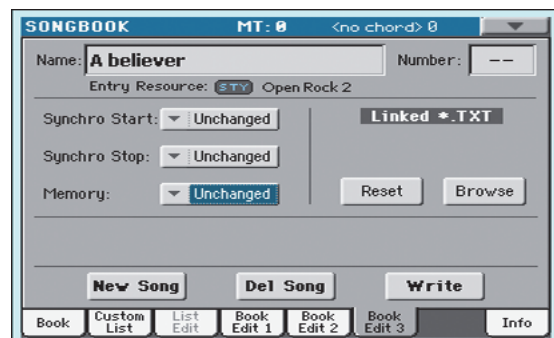 SONGBOOK MT: 0 <no chord> 0
Name: A believer Number: --
Entry Resource: STY Open Rock 2
Synchro Start: Unchanged Linked *.TXT
Synchro Stop: Unchanged
Memory: Unchanged Reset Browse
New Song Del Song Write
Book Custom List List Edit Book Edit 1 Book Edit 2 Book Edit 3 Info